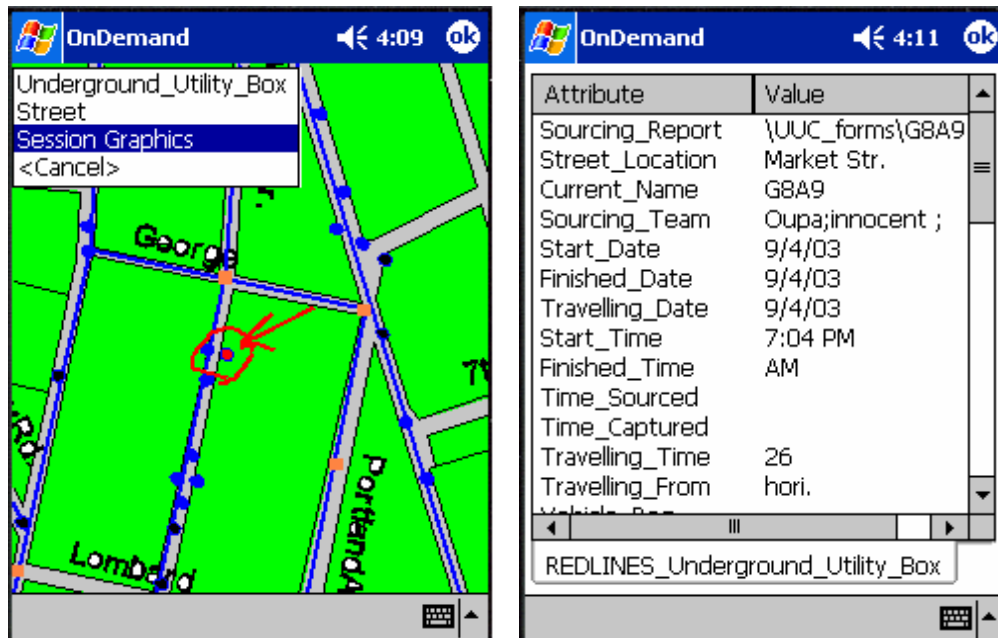 OnDemand 4:09 ok
Underground_Utility_Box
Street
Session Graphics
<Cancel>
George
7t
Rd
Portland
Lombard
OnDemand 4:11 ok
Attribute Value
Sourcing_Report \UUC_forms\G8A9
Street_Location Market Str.
Current_Name G8A9
Sourcing_Team Oupa;innocent ;
Start_Date 9/4/03
Finished_Date 9/4/03
Travelling_Date 9/4/03
Start_Time 7:04 PM
Finished_Time AM
Time_Sourced
Time_Captured
Travelling_Time 26
Travelling_From hori.
REDLINES_Underground_Utility_Box